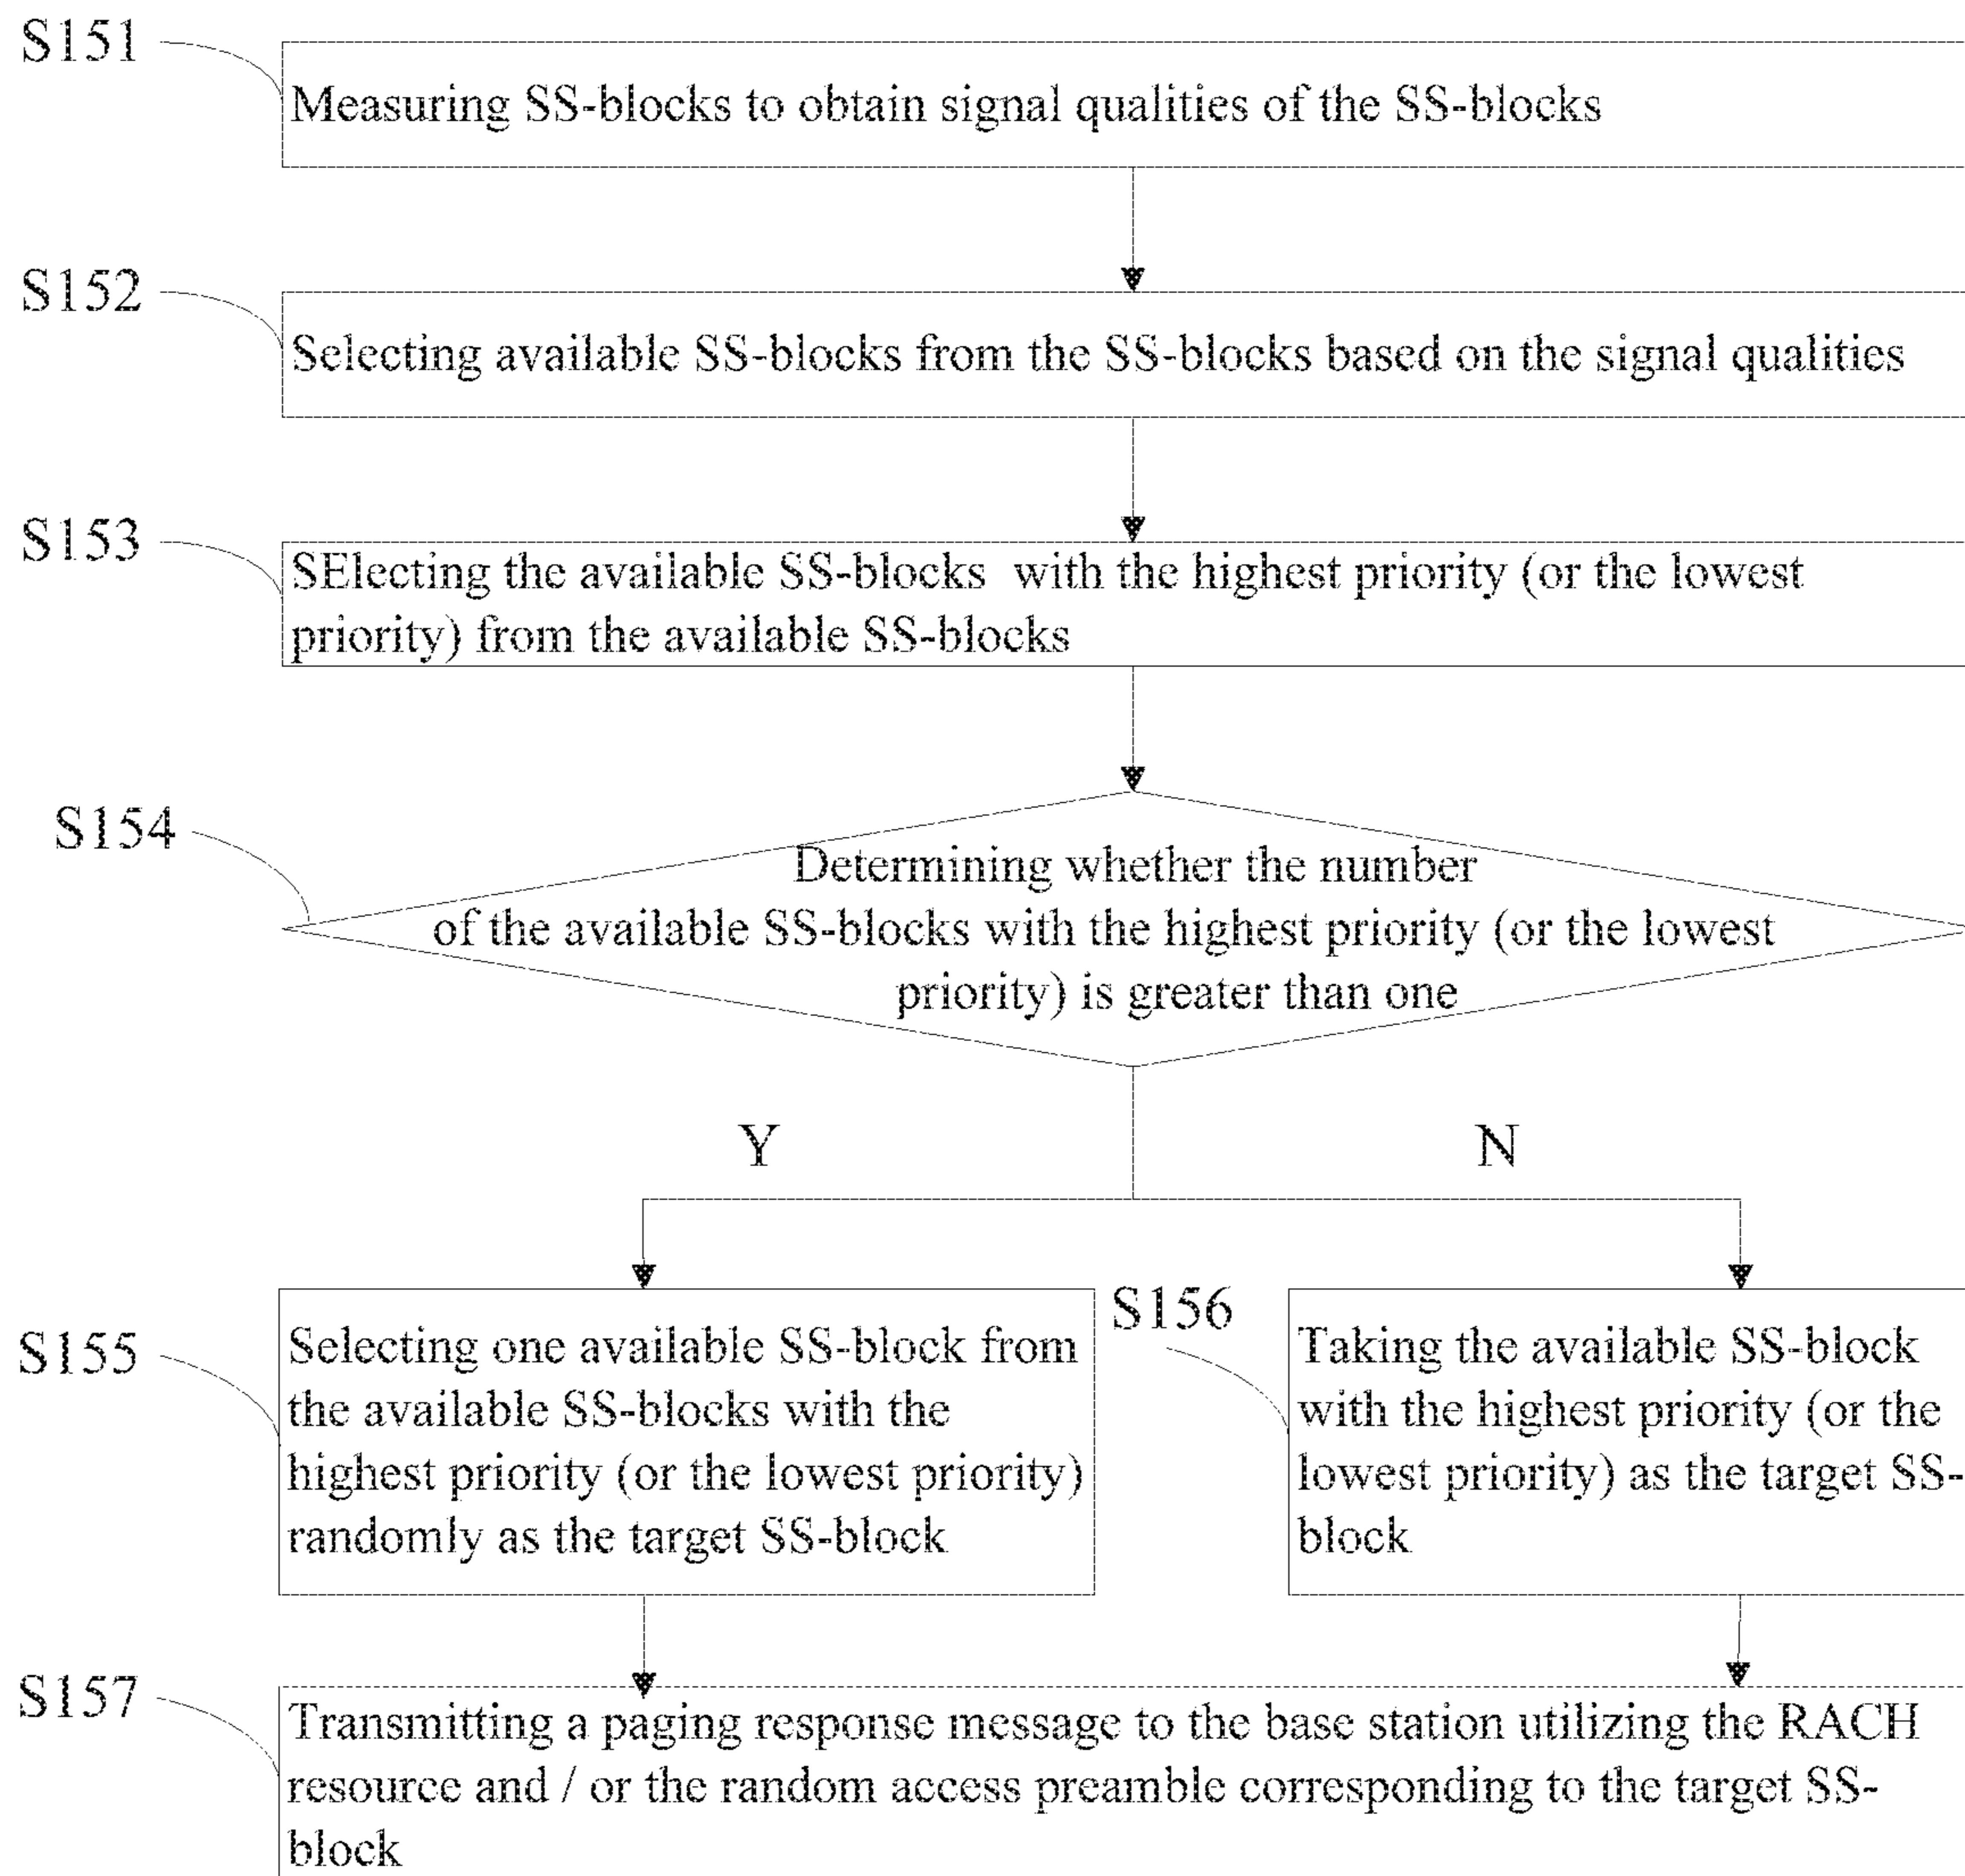 S151
Measuring SS-blocks to obtain signal qualities of the SS-blocks
S152
Selecting available SS-blocks from the SS-blocks based on the signal qualities
S153
SElecting the available SS-blocks  with the highest priority (or the lowest
priority) from the available SS-blocks
S154
Determining whether the number
of the available SS-blocks with the highest priority (or the lowest
priority) is greater than one
Y
N
S155
Selecting one available SS-block from
the available SS-blocks with the
highest priority (or the lowest priority)
randomly as the target SS-block
S156
Taking the available SS-block
with the highest priority (or the
lowest priority) as the target SS-
block
S157
Transmitting a paging response message to the base station utilizing the RACH
resource and / or the random access preamble corresponding to the target SS-
block